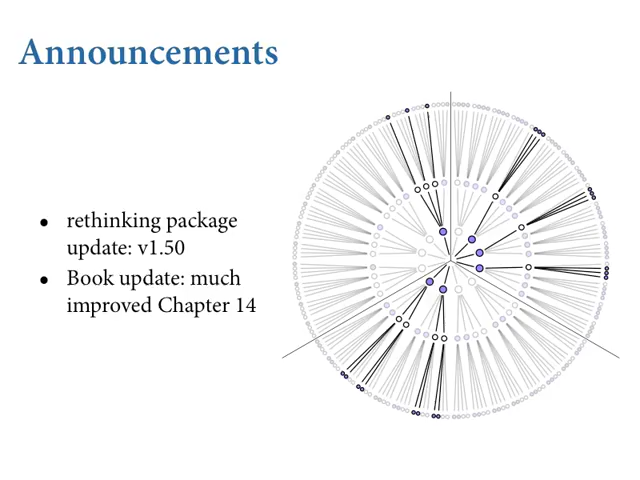 Announcements
• rethinking package
update: v1.50
• Book update: much
improved Chapter 14